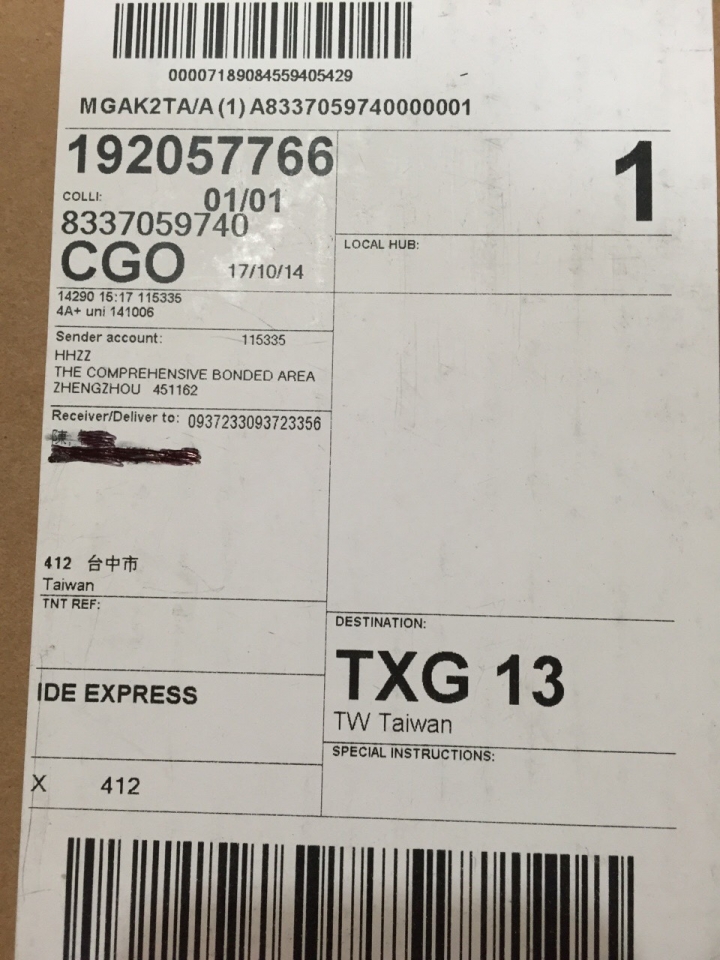 00007189084559405429
MGAK2TA/A (1) A8337059740000001
192057766
COLLI: 01/01
8337059740
CGO 17/10/14
14290 15:17 115335
4A+ uni 141006
1
LOCAL HUB:
Sender account: 115335
HHZZ
THE COMPREHENSIVE BONDED AREA
ZHENGZHOU 451162
Receiver/Deliver to: 0937233093723356
412 台中市
Taiwan
TNT REF:
DESTINATION:
TXG 13
TW Taiwan
IDE EXPRESS
SPECIAL INSTRUCTIONS:
X 412